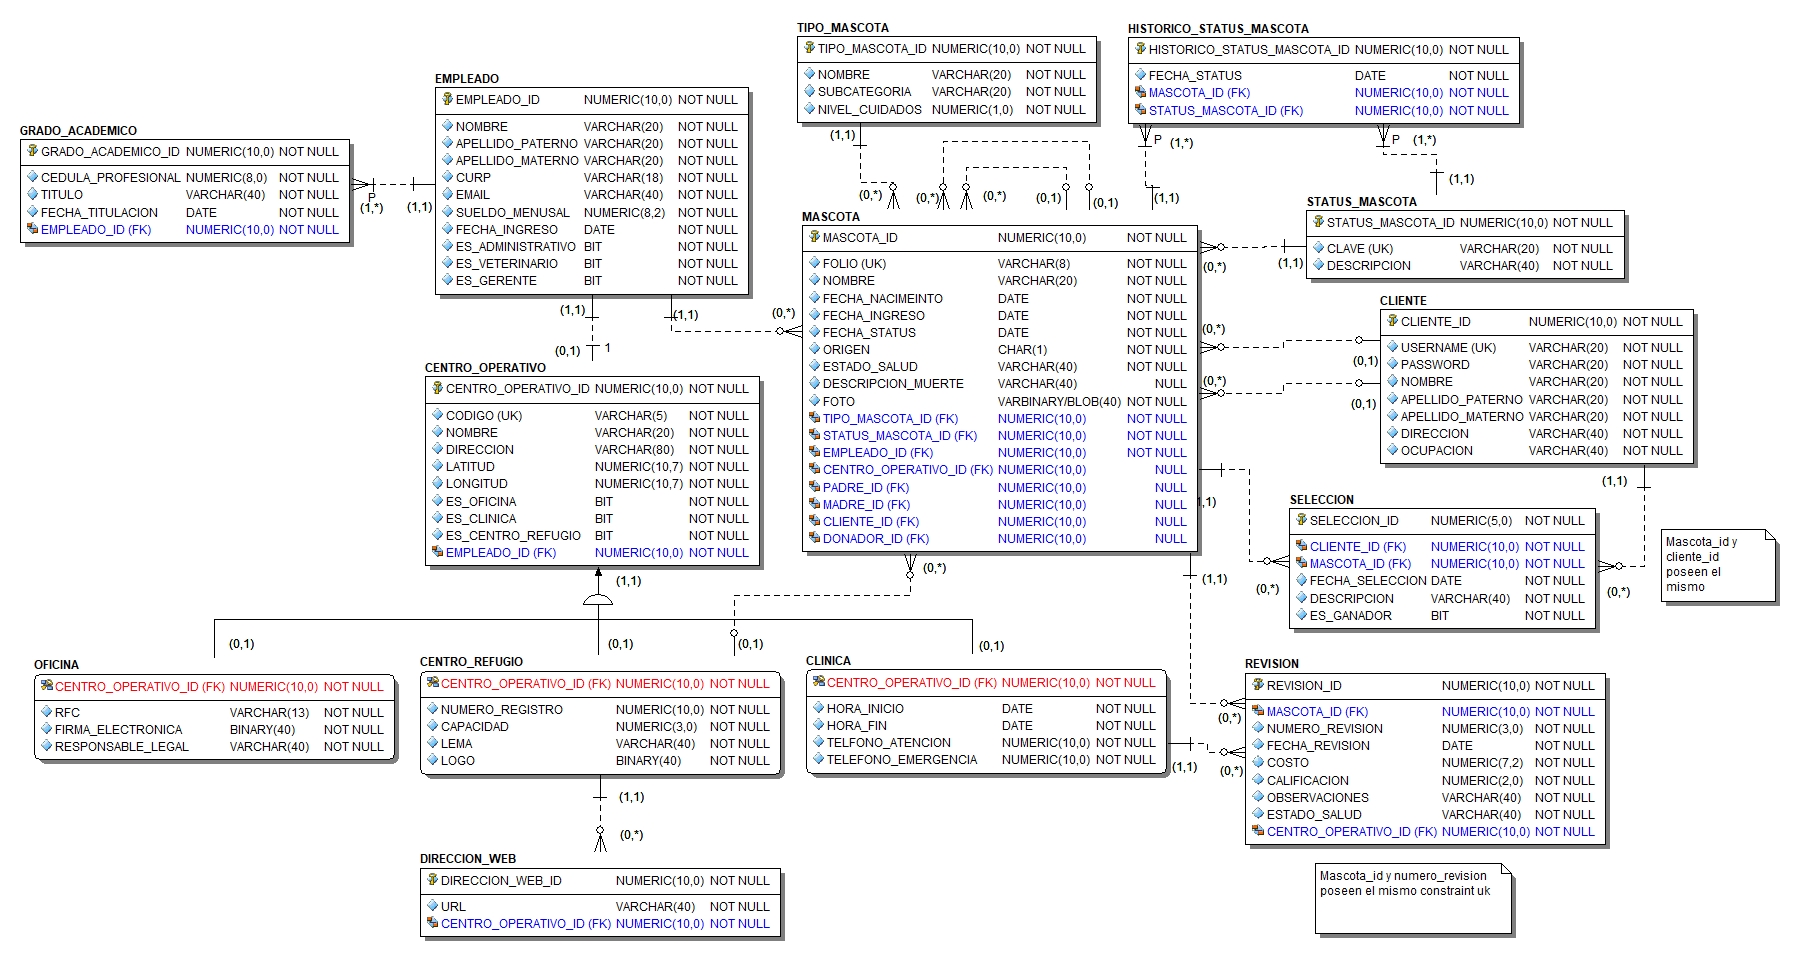 TIPO_MASCOTA
TIPO_MASCOTA_ID NUMERIC(10,0) NOT NULL
NOMBRE VARCHAR(20) NOT NULL
SUBCATEGORIA VARCHAR(20) NOT NULL
NIVEL_CUIDADOS NUMERIC(1,0) NOT NULL
(1,1)
(0,*)
(0,*)
(0,*)
(0,1)
(0,1)
HISTORICO_STATUS_MASCOTA
HISTORICO_STATUS_MASCOTA_ID NUMERIC(10,0) NOT NULL
FECHA_STATUS DATE NOT NULL
MASCOTA_ID (FK) NUMERIC(10,0) NOT NULL
STATUS_MASCOTA_ID (FK) NUMERIC(10,0) NOT NULL
P
(1,*)
P
(1,*)
(1,1)
(1,1)
EMPLEADO
EMPLEADO_ID NUMERIC(10,0) NOT NULL
NOMBRE VARCHAR(20) NOT NULL
APELLIDO_PATERNO VARCHAR(20) NOT NULL
APELLIDO_MATERNO VARCHAR(20) NOT NULL
CURP VARCHAR(18) NOT NULL
EMAIL VARCHAR(40) NOT NULL
SUELDO_MENUSAL NUMERIC(8,2) NOT NULL
FECHA_INGRESO DATE NOT NULL
ES_ADMINISTRATIVO BIT NOT NULL
ES_VETERINARIO BIT NOT NULL
ES_GERENTE BIT NOT NULL
(1,1)
(1,1)
(0,*)
(0,1)
1
GRADO_ACADEMICO
GRADO_ACADEMICO_ID NUMERIC(10,0) NOT NULL
CEDULA_PROFESIONAL NUMERIC(8,0) NOT NULL
TITULO VARCHAR(40) NOT NULL
FECHA_TITULACION DATE NOT NULL
EMPLEADO_ID (FK) NUMERIC(10,0) NOT NULL
P
(1,*)
(1,1)
STATUS_MASCOTA
STATUS_MASCOTA_ID NUMERIC(10,0) NOT NULL
CLAVE (UK) VARCHAR(20) NOT NULL
DESCRIPCION VARCHAR(40) NOT NULL
(0,*)
(1,1)
MASCOTA
MASCOTA_ID NUMERIC(10,0) NOT NULL
FOLIO (UK) VARCHAR(8) NOT NULL
NOMBRE VARCHAR(20) NOT NULL
FECHA_NACIMEINTO DATE NOT NULL
FECHA_INGRESO DATE NOT NULL
FECHA_STATUS DATE NOT NULL
ORIGEN CHAR(1) NOT NULL
ESTADO_SALUD VARCHAR(40) NOT NULL
DESCRIPCION_MUERTE VARCHAR(40) NULL
FOTO VARBINARY/BLOB(40) NOT NULL
TIPO_MASCOTA_ID (FK) NUMERIC(10,0) NOT NULL
STATUS_MASCOTA_ID (FK) NUMERIC(10,0) NOT NULL
EMPLEADO_ID (FK) NUMERIC(10,0) NOT NULL
CENTRO_OPERATIVO_ID (FK) NUMERIC(10,0) NULL
PADRE_ID (FK) NUMERIC(10,0) NULL
MADRE_ID (FK) NUMERIC(10,0) NULL
CLIENTE_ID (FK) NUMERIC(10,0) NULL
DONADOR_ID (FK) NUMERIC(10,0) NULL
(0,*)
(0,1)
(0,*)
(0,1)
CLIENTE
CLIENTE_ID NUMERIC(10,0) NOT NULL
USERNAME (UK) VARCHAR(20) NOT NULL
PASSWORD VARCHAR(20) NOT NULL
NOMBRE VARCHAR(20) NOT NULL
APELLIDO_PATERNO VARCHAR(20) NOT NULL
APELLIDO_MATERNO VARCHAR(20) NOT NULL
DIRECCION VARCHAR(40) NOT NULL
OCUPACION VARCHAR(40) NOT NULL
(1,1)
CENTRO_OPERATIVO
CENTRO_OPERATIVO_ID NUMERIC(10,0) NOT NULL
CODIGO (UK) VARCHAR(5) NOT NULL
NOMBRE VARCHAR(20) NOT NULL
DIRECCION VARCHAR(80) NOT NULL
LATITUD NUMERIC(10,7) NOT NULL
LONGITUD NUMERIC(10,7) NOT NULL
ES_OFICINA BIT NOT NULL
ES_CLINICA BIT NOT NULL
ES_CENTRO_REFUGIO BIT NOT NULL
EMPLEADO_ID (FK) NUMERIC(10,0) NOT NULL
(1,1)
(0,1)
(0,1)
(0,1)
(0,1)
(0,*)
SELECCION
SELECCION_ID NUMERIC(5,0) NOT NULL
CLIENTE_ID (FK) NUMERIC(10,0) NOT NULL
MASCOTA_ID (FK) NUMERIC(10,0) NOT NULL
FECHA_SELECCION DATE NOT NULL
DESCRIPCION VARCHAR(40) NOT NULL
ES_GANADOR BIT NOT NULL
,1)
(0,*)
(0,*)
Mascota_id y
cliente_id
poseen el
mismo
(1,1)
OFICINA
CENTRO_OPERATIVO_ID (FK) NUMERIC(10,0) NOT NULL
RFC VARCHAR(13) NOT NULL
FIRMA_ELECTRONICA BINARY(40) NOT NULL
RESPONSABLE_LEGAL VARCHAR(40) NOT NULL
CENTRO_REFUGIO
CENTRO_OPERATIVO_ID (FK) NUMERIC(10,0) NOT NULL
NUMERO_REGISTRO NUMERIC(10,0) NOT NULL
CAPACIDAD NUMERIC(3,0) NOT NULL
LEMA VARCHAR(40) NOT NULL
LOGO BINARY(40) NOT NULL
(1,1)
(0,*)
CLINICA
CENTRO_OPERATIVO_ID (FK) NUMERIC(10,0) NOT NULL
HORA_INICIO DATE NOT NULL
HORA_FIN DATE NOT NULL
TELFONO_ATENCION NUMERIC(10,0) NOT NULL
TELEFONO_EMERGENCIA NUMERIC(10,0) NOT NULL
(1,1)
(0,*)
(0,*)
REVISION
REVISION_ID NUMERIC(10,0) NOT NULL
MASCOTA_ID (FK) NUMERIC(10,0) NOT NULL
NUMERO_REVISION NUMERIC(3,0) NOT NULL
FECHA_REVISION DATE NOT NULL
COSTO NUMERIC(7,2) NOT NULL
CALIFICACION NUMERIC(2,0) NOT NULL
OBSERVACIONES VARCHAR(40) NOT NULL
ESTADO_SALUD VARCHAR(40) NOT NULL
CENTRO_OPERATIVO_ID (FK) NUMERIC(10,0) NOT NULL
DIRECCION_WEB
DIRECCION_WEB_ID NUMERIC(10,0) NOT NULL
URL VARCHAR(40) NOT NULL
CENTRO_OPERATIVO_ID (FK) NUMERIC(10,0) NOT NULL
Mascota_id y numero_revision
poseen el mismo constraint uk